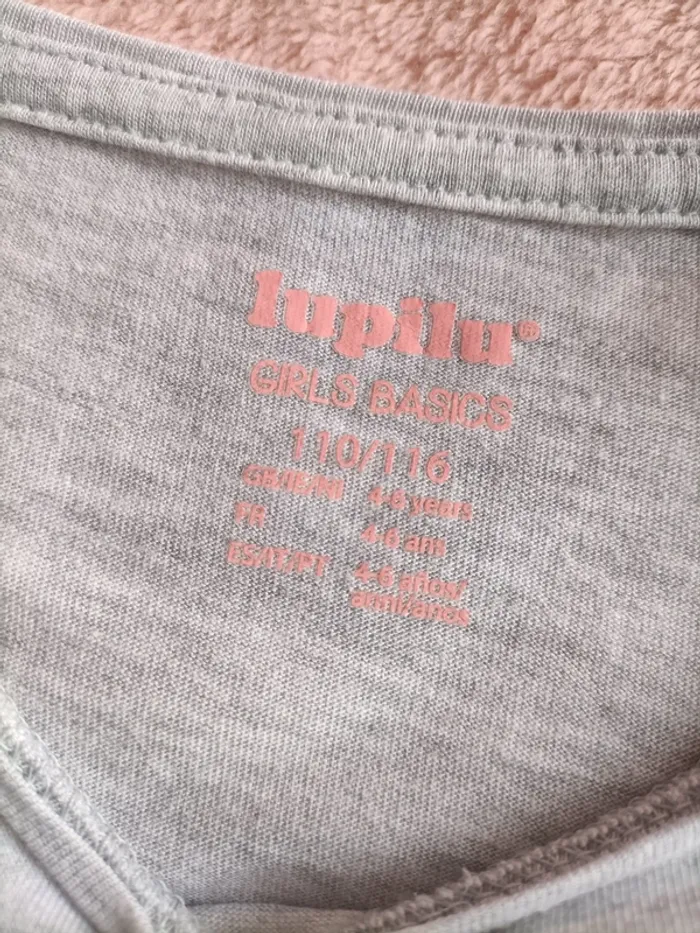 lupilu®
GIRLS BASICS
110/116
GB/IE/NI 4-6 years
FR 4-6 ans
ES/IT/PT 4-6 años/
anni/anos